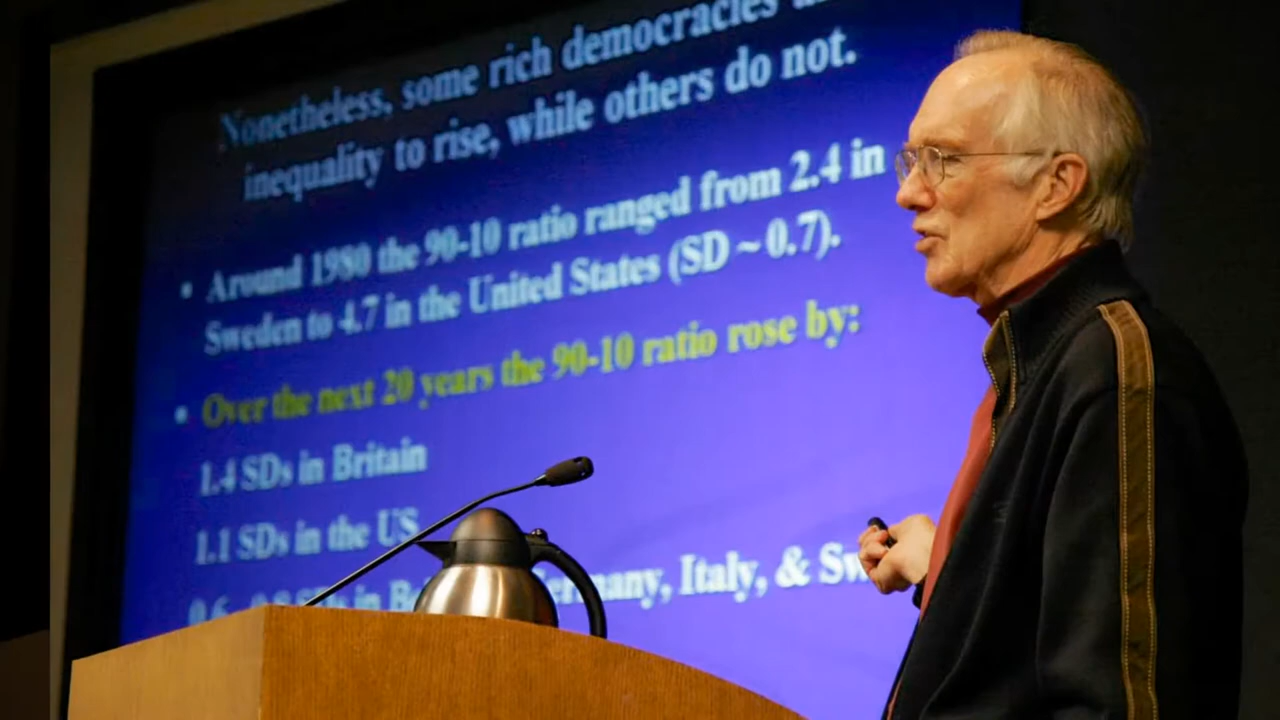 Nonetheless, some rich democracies
inequality to rise, while others do not.
• Around 1980 the 90-10 ratio ranged from 2.4 in
Sweden to 4.7 in the United States (SD ~ 0.7).
• Over the next 20 years the 90-10 ratio rose by:
1.4 SDs in Britain
1.1 SDs in the US
in Italy, &